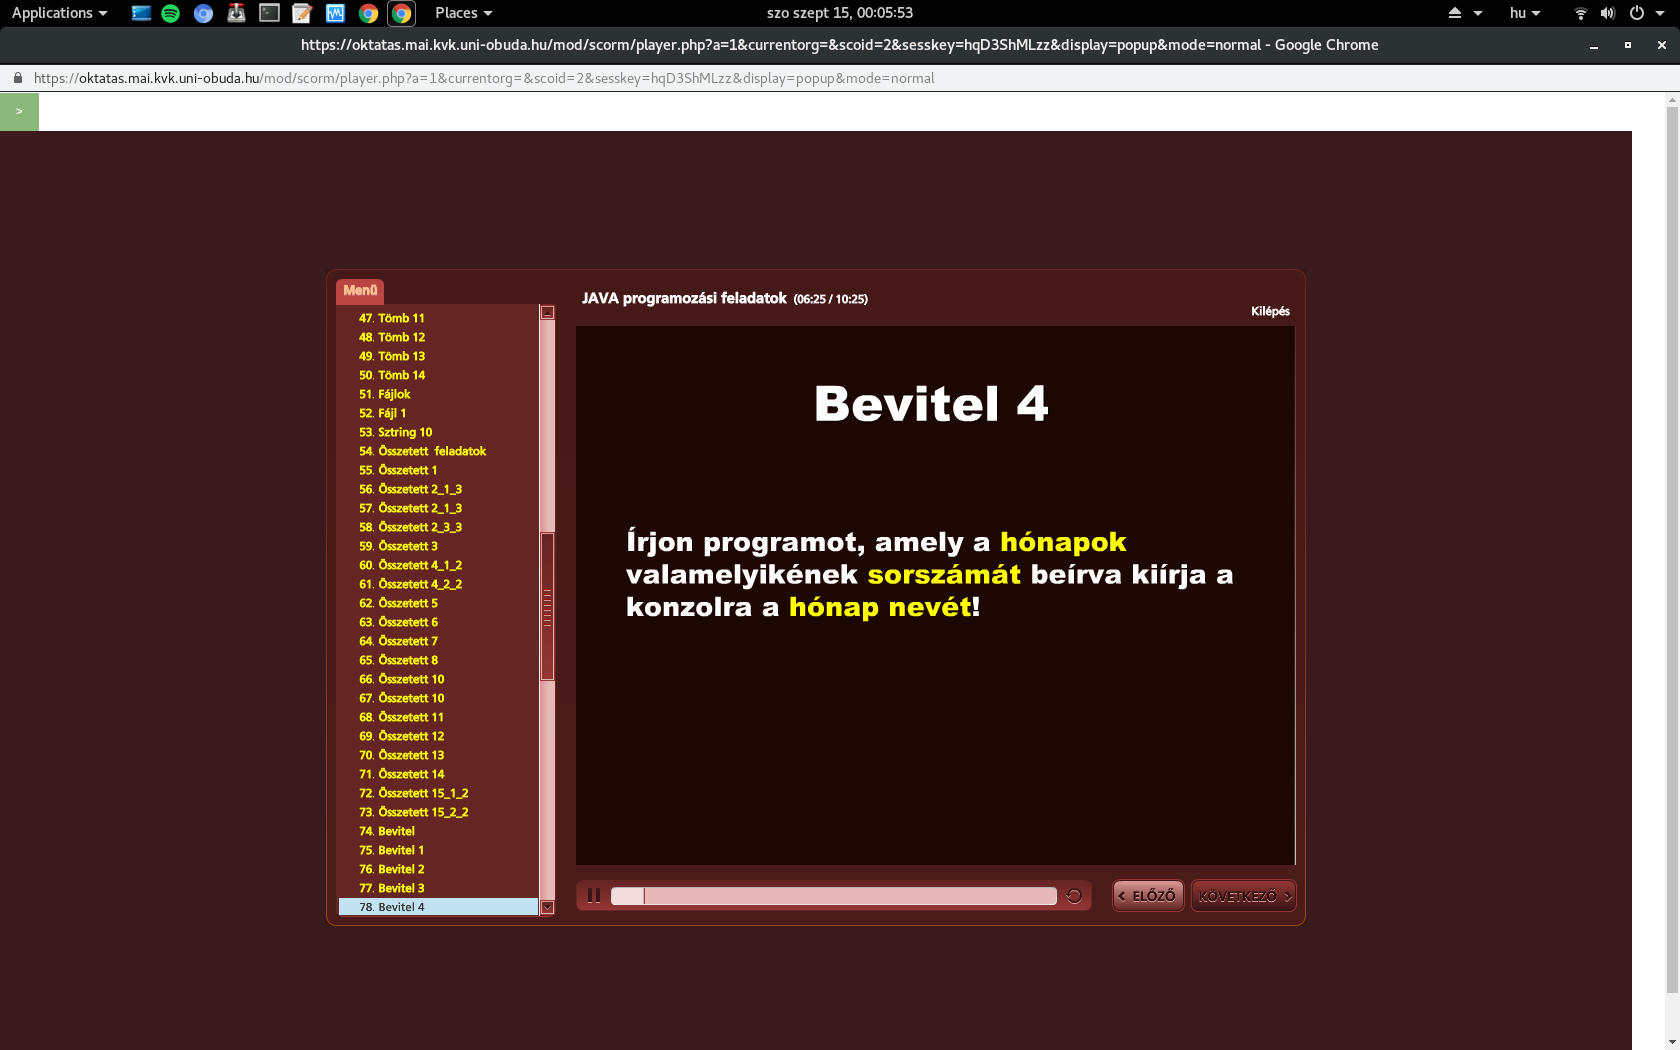 Applications
Places
szo szept 15, 00:05:53
hu
https://oktatas.mai.kvk.uni-obuda.hu/mod/scorm/player.php?a=1&currentorg=&scoid=2&sesskey=hqD3ShMLzz&display=popup&mode=normal - Google Chrome
https://oktatas.mai.kvk.uni-obuda.hu/mod/scorm/player.php?a=1&currentorg=&scoid=2&sesskey=hqD3ShMLzz&display=popup&mode=normal
>
Menü
47. Tömb 11
48. Tömb 12
49. Tömb 13
50. Tömb 14
51. Fájlok
52. Fájl 1
53. Sztring 10
54. Összetett feladatok
55. Összetett 1
56. Összetett 2_1_3
57. Összetett 2_1_3
58. Összetett 2_3_3
59. Összetett 3
60. Összetett 4_1_2
61. Összetett 4_2_2
62. Összetett 5
63. Összetett 6
64. Összetett 7
65. Összetett 8
66. Összetett 10
67. Összetett 10
68. Összetett 11
69. Összetett 12
70. Összetett 13
71. Összetett 14
72. Összetett 15_1_2
73. Összetett 15_2_2
74. Bevitel
75. Bevitel 1
76. Bevitel 2
77. Bevitel 3
78. Bevitel 4
JAVA programozási feladatok (06:25 / 10:25)
Kilépés
Bevitel 4
Írjon programot, amely a hónapok
valamelyikének sorszámát beírva kiírja a
konzolra a hónap nevét!
< ELŐZŐ
KÖVETKEZŐ >